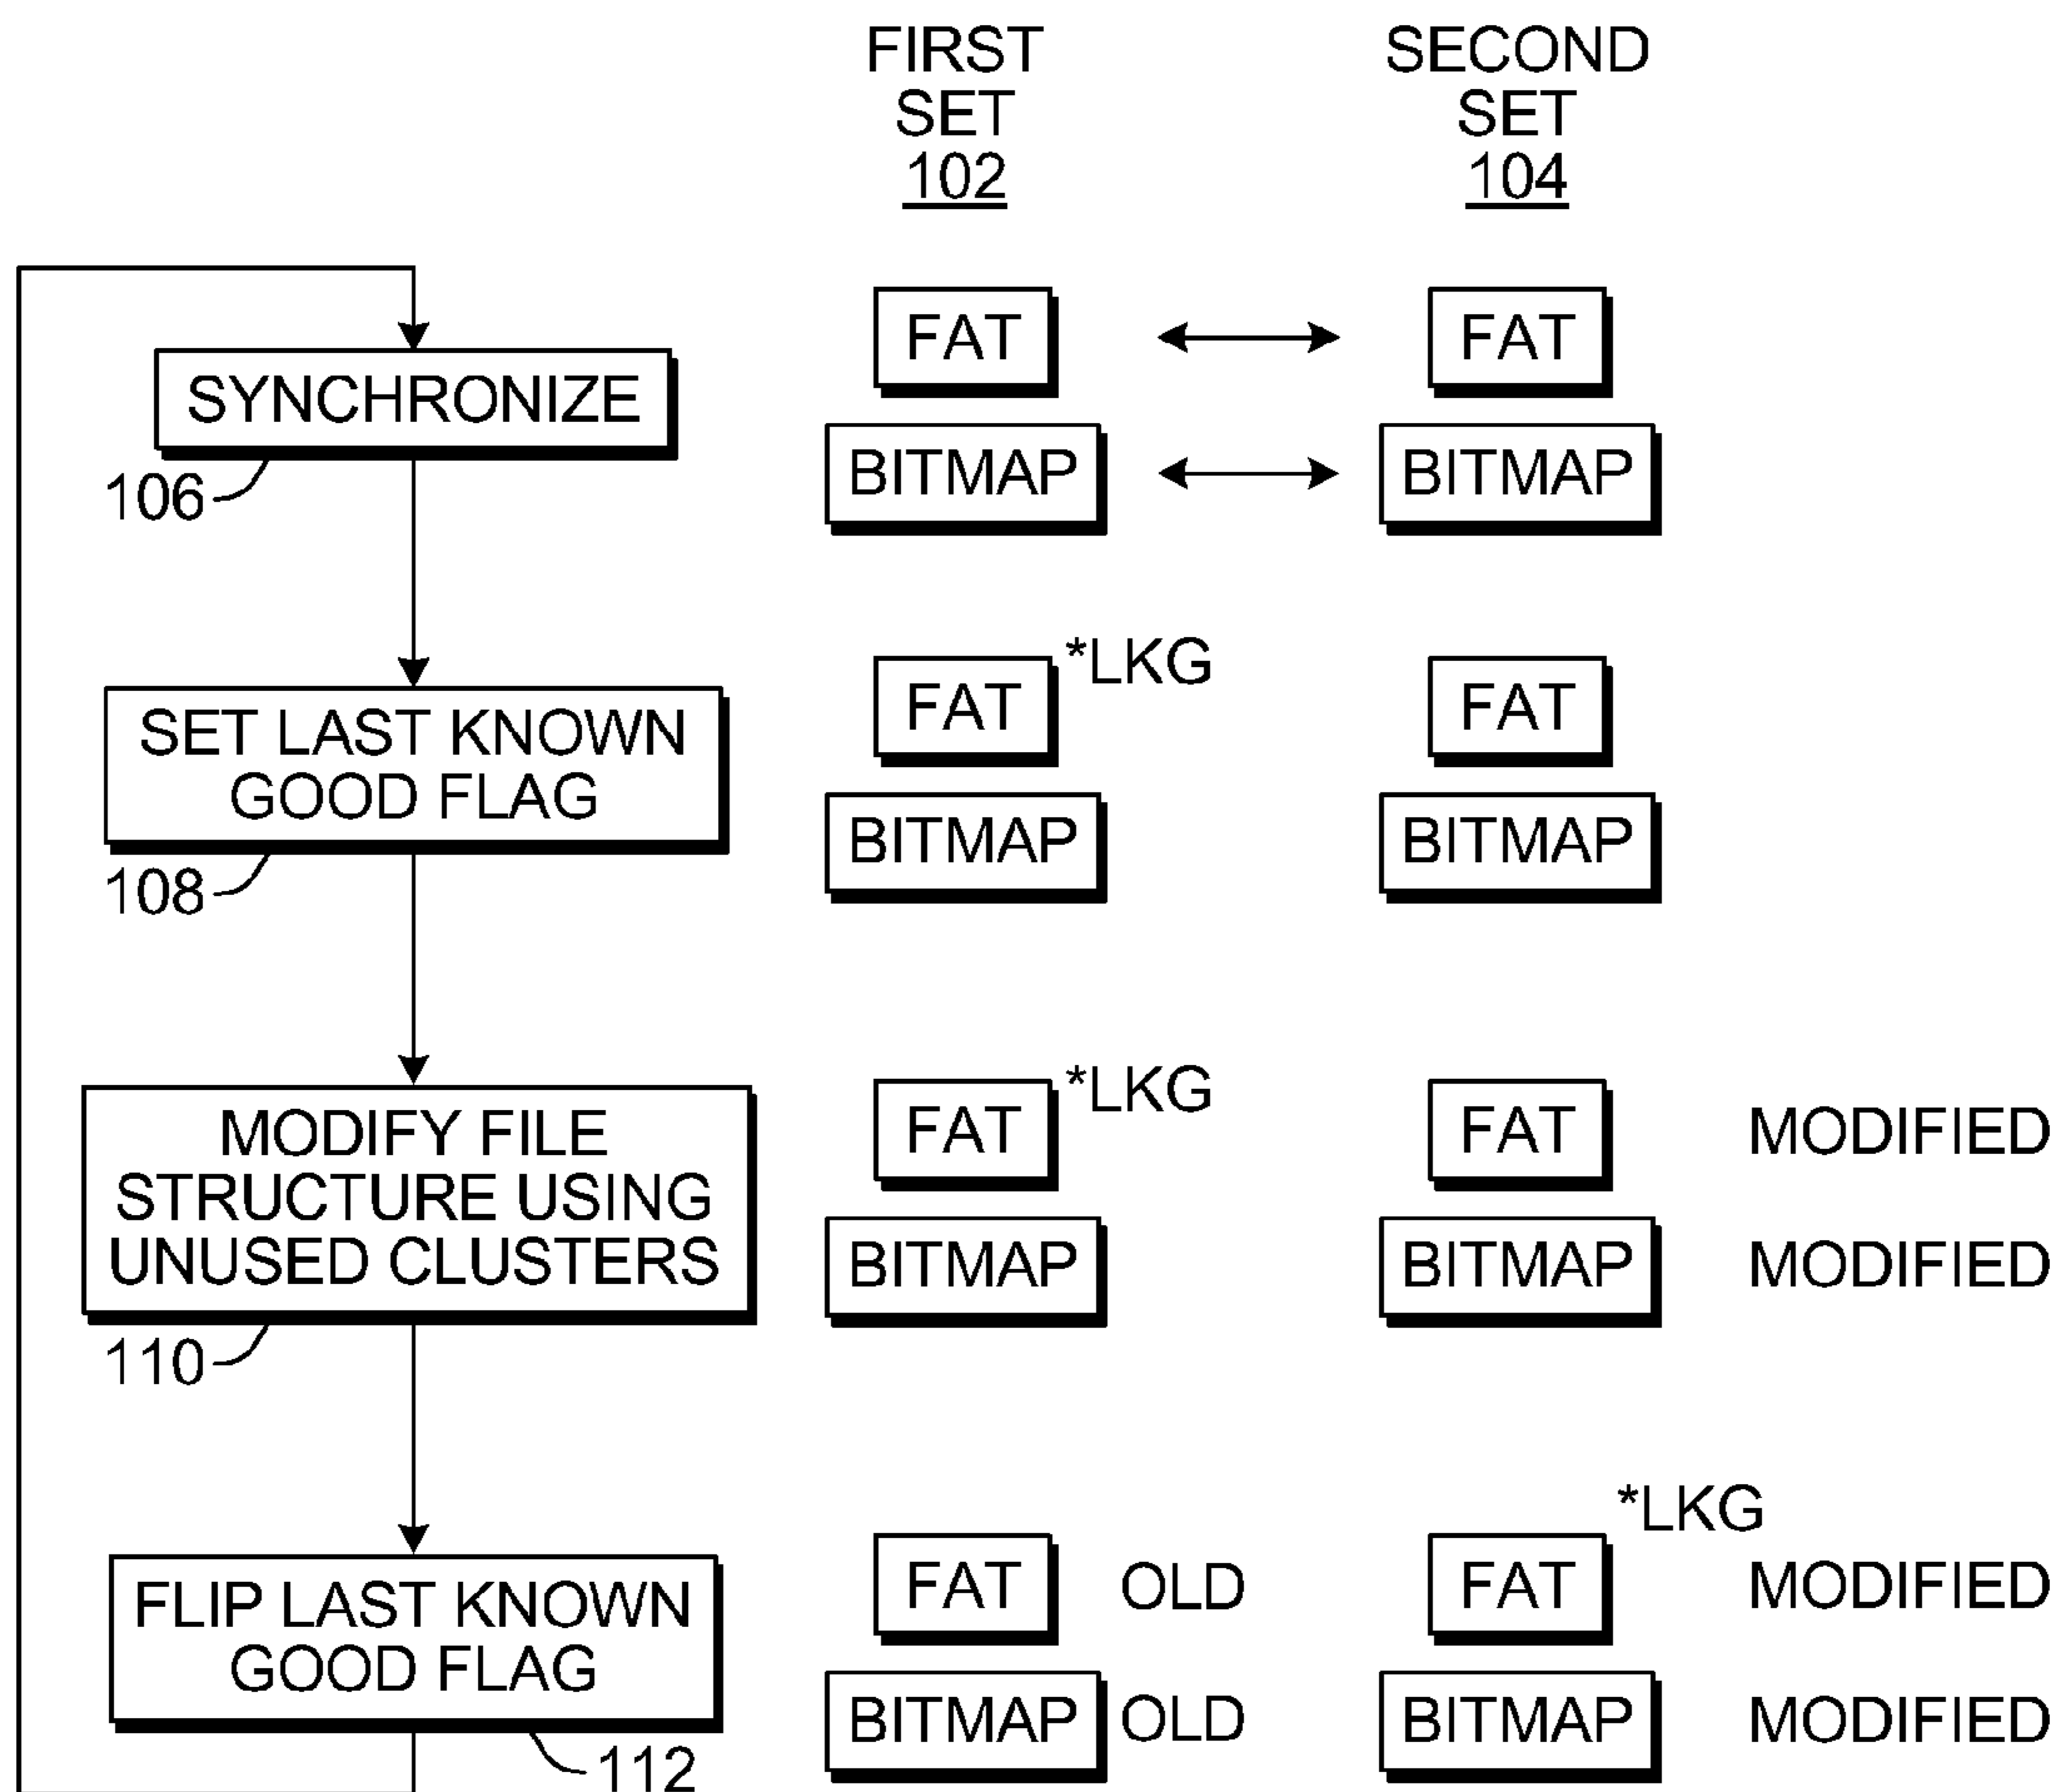 FIRST
SET
102
SECOND
SET
104
SYNCHRONIZE
106
FAT
FAT
BITMAP
BITMAP
SET LAST KNOWN
GOOD FLAG
108
FAT
*LKG
FAT
BITMAP
BITMAP
MODIFY FILE
STRUCTURE USING
UNUSED CLUSTERS
110
FAT
*LKG
FAT
MODIFIED
BITMAP
BITMAP
MODIFIED
FLIP LAST KNOWN
GOOD FLAG
112
FAT
OLD
*LKG
FAT
MODIFIED
BITMAP
OLD
BITMAP
MODIFIED